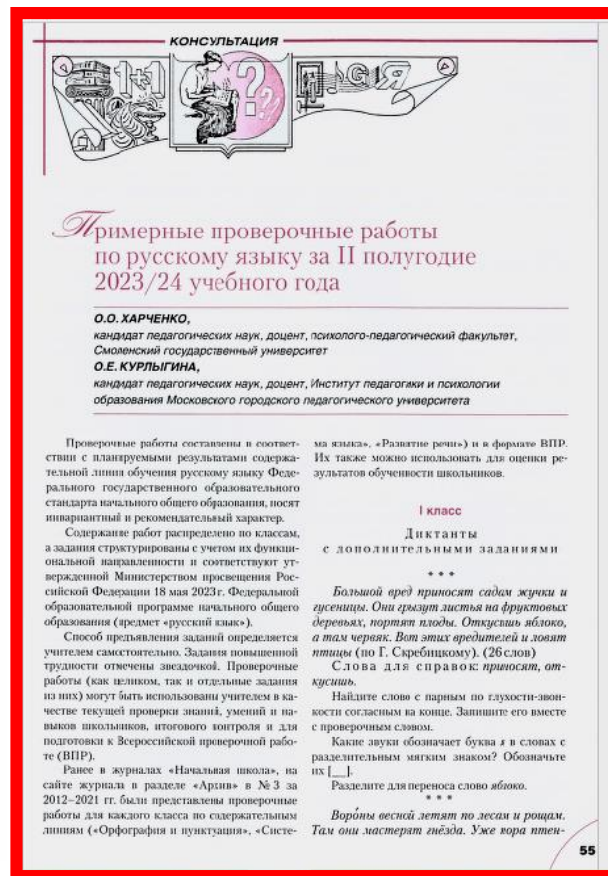 КОНСУЛЬТАЦИЯ
1+1
?
?
?
G
Я
Примерные проверочные работы
по русскому языку за II полугодие
2023/24 учебного года
О.О. ХАРЧЕНКО,
кандидат педагогических наук, доцент, психолого-педагогический факультет,
Смоленский государственный университет
О.Е. КУРЛЫГИНА,
кандидат педагогических наук, доцент, Институт педагогики и психологии
образования Московского городского педагогического университета
Проверочные работы составлены в соответ-
ствии с планируемыми результатами содержа-
тельной линии обучения русскому языку Феде-
рального государственного образовательного
стандарта начального общего образования, носят
инвариантный и рекомендательный характер.
Содержание работ распределено по классам,
а задания структурированы с учетом их функци-
ональной направленности и соответствуют ут-
вержденной Министерством просвещения Рос-
сийской Федерации 18 мая 2023 г. Федеральной
образовательной программе начального общего
образования (предмет «русский язык»).
Способ предъявления заданий определяется
учителем самостоятельно. Задания повышенной
трудности отмечены звездочкой. Проверочные
работы (как целиком, так и отдельные задания
из них) могут быть использованы учителем в ка-
честве текущей проверки знаний, умений и на-
выков школьников, итогового контроля и для
подготовки к Всероссийской проверочной рабо-
те (ВПР).
Ранее в журналах «Начальная школа», на
сайте журнала в разделе «Архив» в № 3 за
2012–2021 гг. были представлены проверочные
работы для каждого класса по содержательным
линиям («Орфография и пунктуация», «Систе-
ма языка», «Развитие речи») и в формате ВПР.
Их также можно использовать для оценки ре-
зультатов обученности школьников.
I класс
Диктанты
с дополнительными заданиями
* * *
Большой вред приносят садам жучки и
гусеницы. Они грызут листья на фруктовых
деревьях, портят плоды. Откусишь яблоко,
а там червяк. Вот этих вредителей и ловят
птицы (по Г. Скребицкому). (26 слов)
Слова для справок: приносят, от-
кусишь.
Найдите слово с парным по глухости-звон-
кости согласным на конце. Запишите его вместе
с проверочным словом.
Какие звуки обозначает буква я в словах с
разделительным мягким знаком? Обозначьте
их [__].
Разделите для переноса слово яблоко.
* * *
Воро́ны весной летят по лесам и рощам.
Там они мастерят гнёзда. Уже пора птен-
55